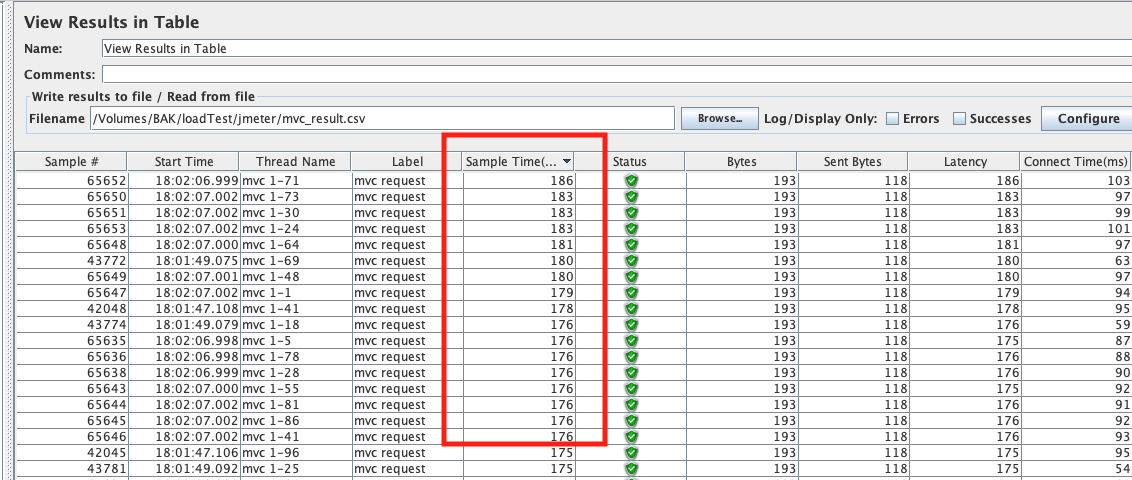 View Results in Table
Name: View Results in Table
Comments:
Write results to file / Read from file
Filename /Volumes/BAK/loadTest/jmeter/mvc_result.csv Browse... Log/Display Only: Errors Successes Configure
Sample # Start Time Thread Name Label Sample Time(... Status Bytes Sent Bytes Latency Connect Time(ms)
65652 18:02:06.999 mvc 1-71 mvc request 186 193 118 186 103
65650 18:02:07.002 mvc 1-73 mvc request 183 193 118 183 97
65651 18:02:07.002 mvc 1-30 mvc request 183 193 118 183 99
65653 18:02:07.002 mvc 1-24 mvc request 183 193 118 183 101
65648 18:02:07.000 mvc 1-64 mvc request 181 193 118 181 97
43772 18:01:49.075 mvc 1-69 mvc request 180 193 118 180 63
65649 18:02:07.001 mvc 1-48 mvc request 180 193 118 180 97
65647 18:02:07.002 mvc 1-1 mvc request 179 193 118 179 94
42048 18:01:47.108 mvc 1-41 mvc request 178 193 118 178 95
43774 18:01:49.079 mvc 1-18 mvc request 176 193 118 176 59
65635 18:02:06.998 mvc 1-5 mvc request 176 193 118 175 87
65636 18:02:06.998 mvc 1-78 mvc request 176 193 118 176 88
65638 18:02:06.999 mvc 1-28 mvc request 176 193 118 176 90
65643 18:02:07.000 mvc 1-55 mvc request 176 193 118 175 92
65644 18:02:07.002 mvc 1-81 mvc request 176 193 118 176 91
65645 18:02:07.002 mvc 1-86 mvc request 176 193 118 176 92
65646 18:02:07.002 mvc 1-41 mvc request 176 193 118 176 93
42045 18:01:47.106 mvc 1-96 mvc request 175 193 118 175 95
43781 18:01:49.092 mvc 1-25 mvc request 175 193 118 175 54